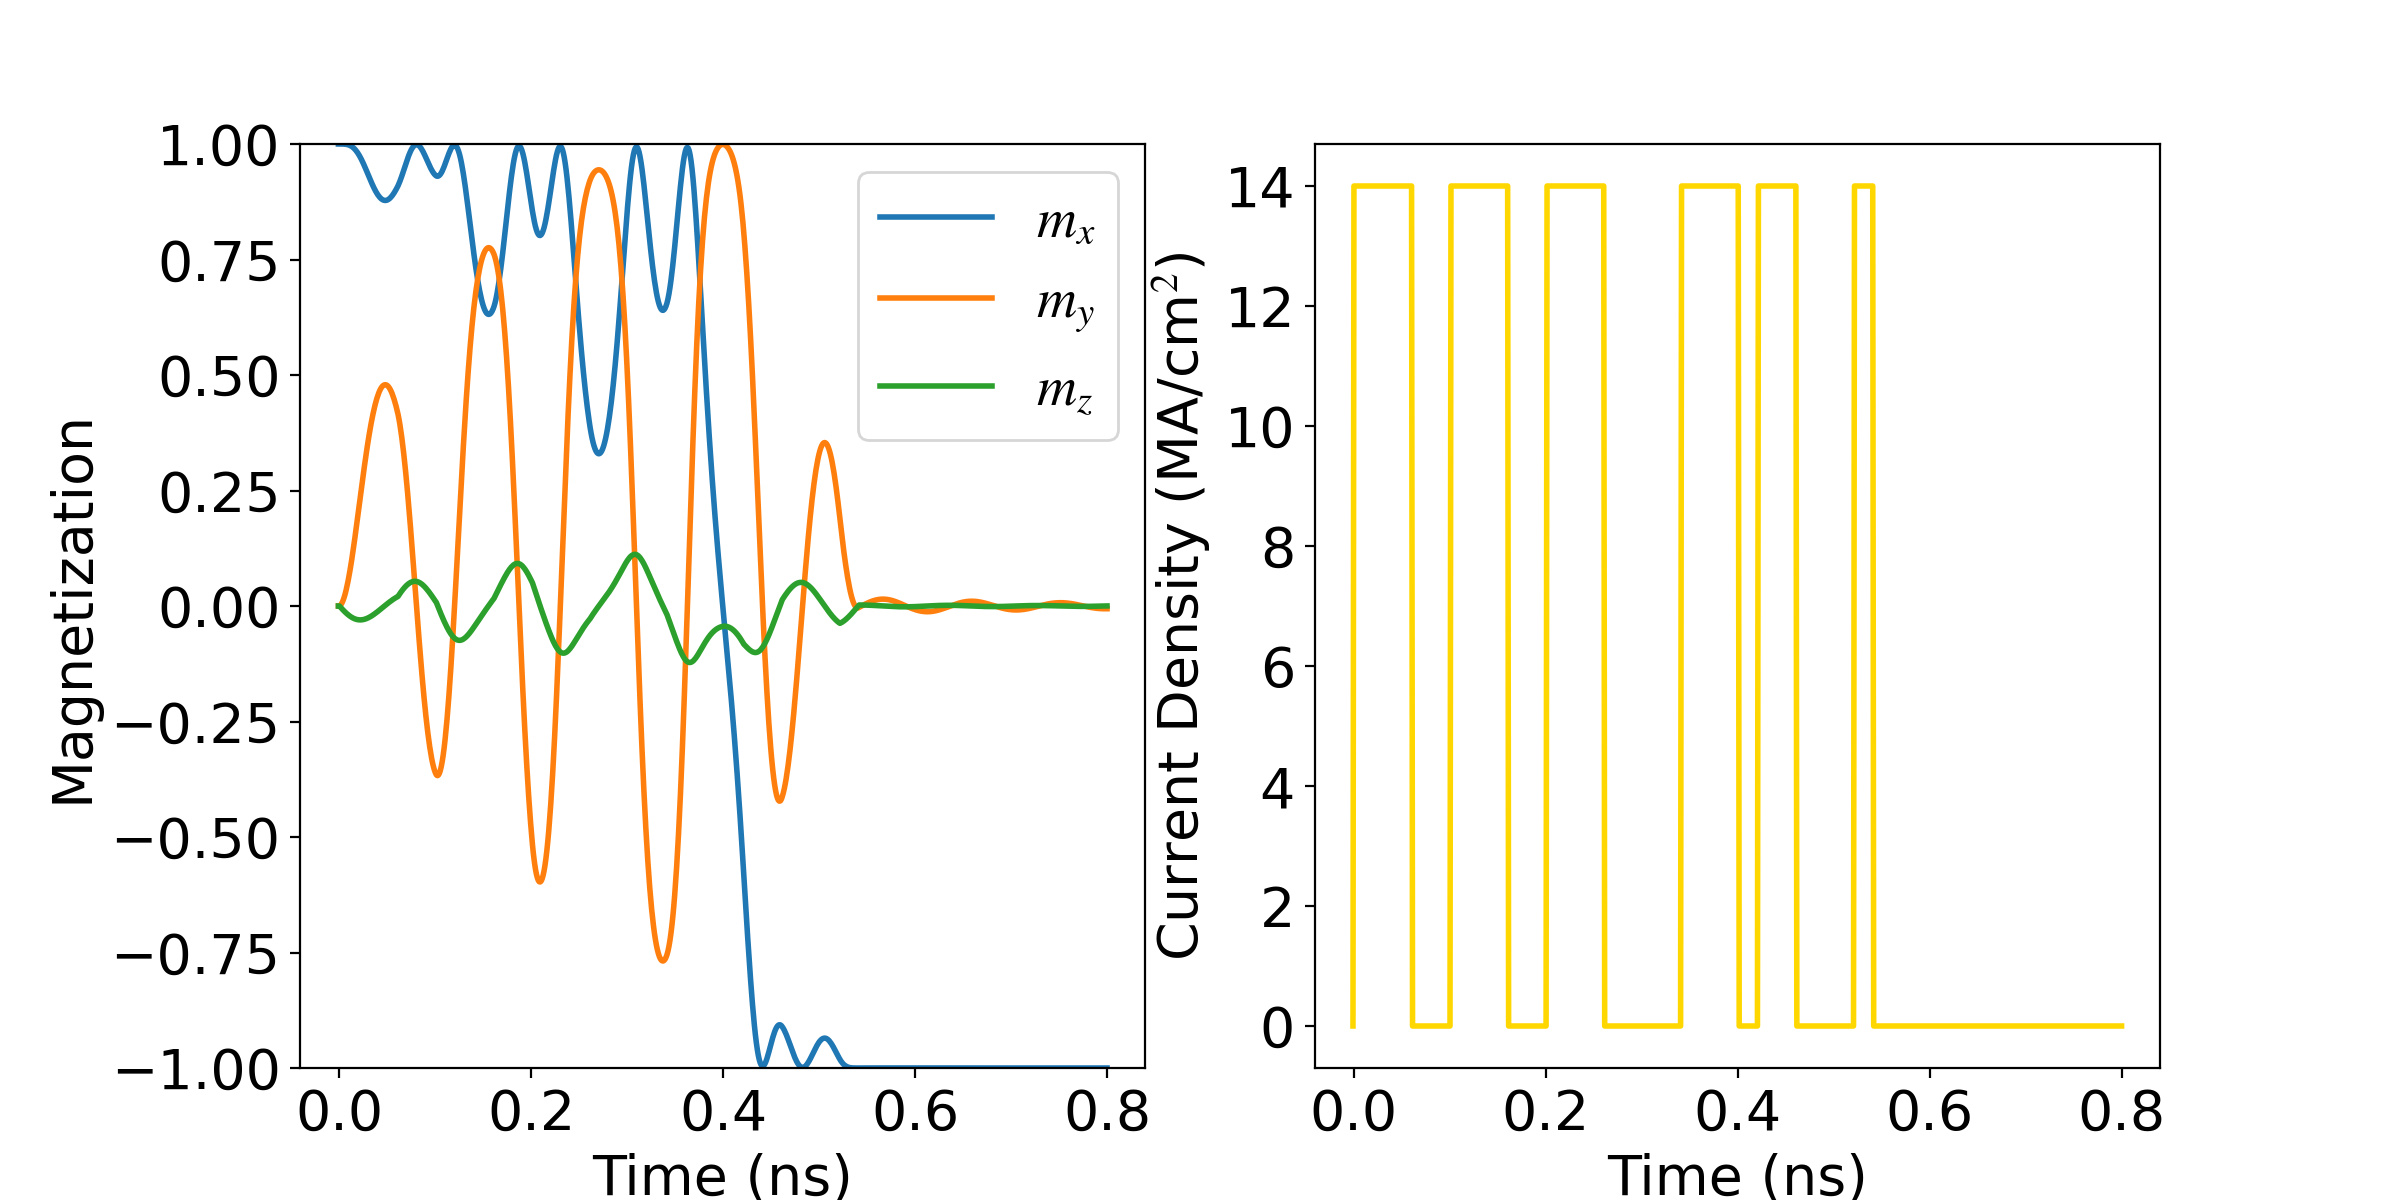 Magnetization
1.00
0.75
0.50
0.25
0.00
−0.25
−0.50
−0.75
−1.00
0.0 0.2 0.4 0.6 0.8
Time (ns)
m_x
m_y
m_z
Current Density (MA/cm²)
14
12
10
8
6
4
2
0
0.0 0.2 0.4 0.6 0.8
Time (ns)